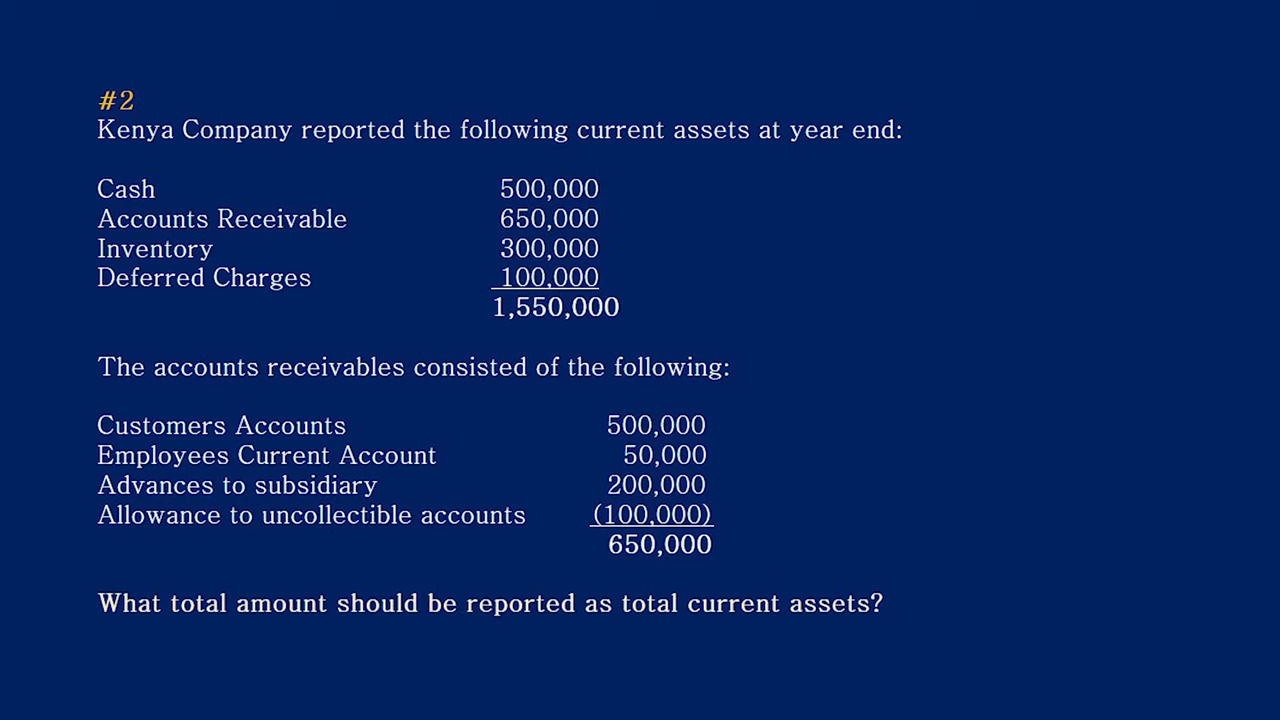 #2
Kenya Company reported the following current assets at year end:
Cash 500,000
Accounts Receivable 650,000
Inventory 300,000
Deferred Charges 100,000
1,550,000
The accounts receivables consisted of the following:
Customers Accounts 500,000
Employees Current Account 50,000
Advances to subsidiary 200,000
Allowance to uncollectible accounts (100,000)
650,000
What total amount should be reported as total current assets?